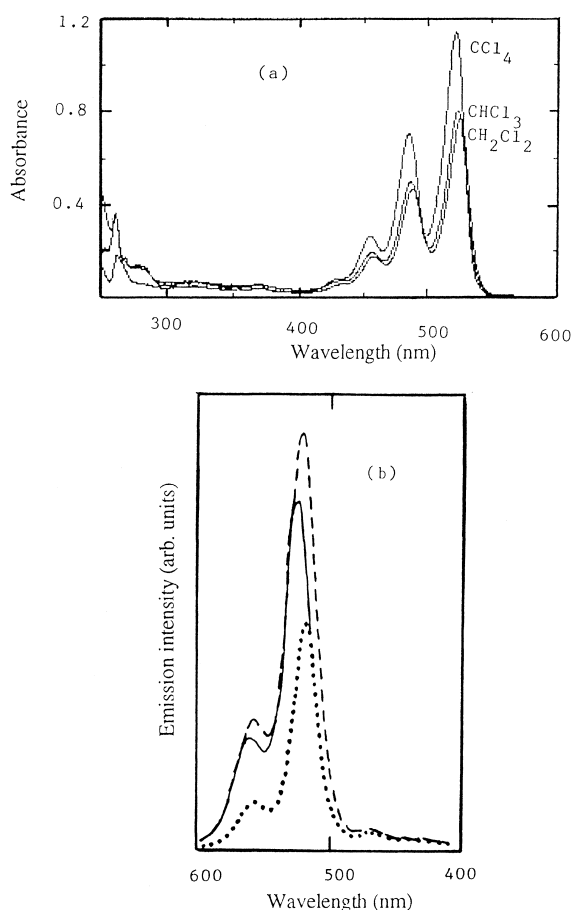 1.2
CCl4
(a)
Absorbance
0.8
CHCl3
CH2Cl2
0.4
300
400
500
600
Wavelength (nm)
(b)
Emission intensity (arb. units)
600
500
400
Wavelength (nm)